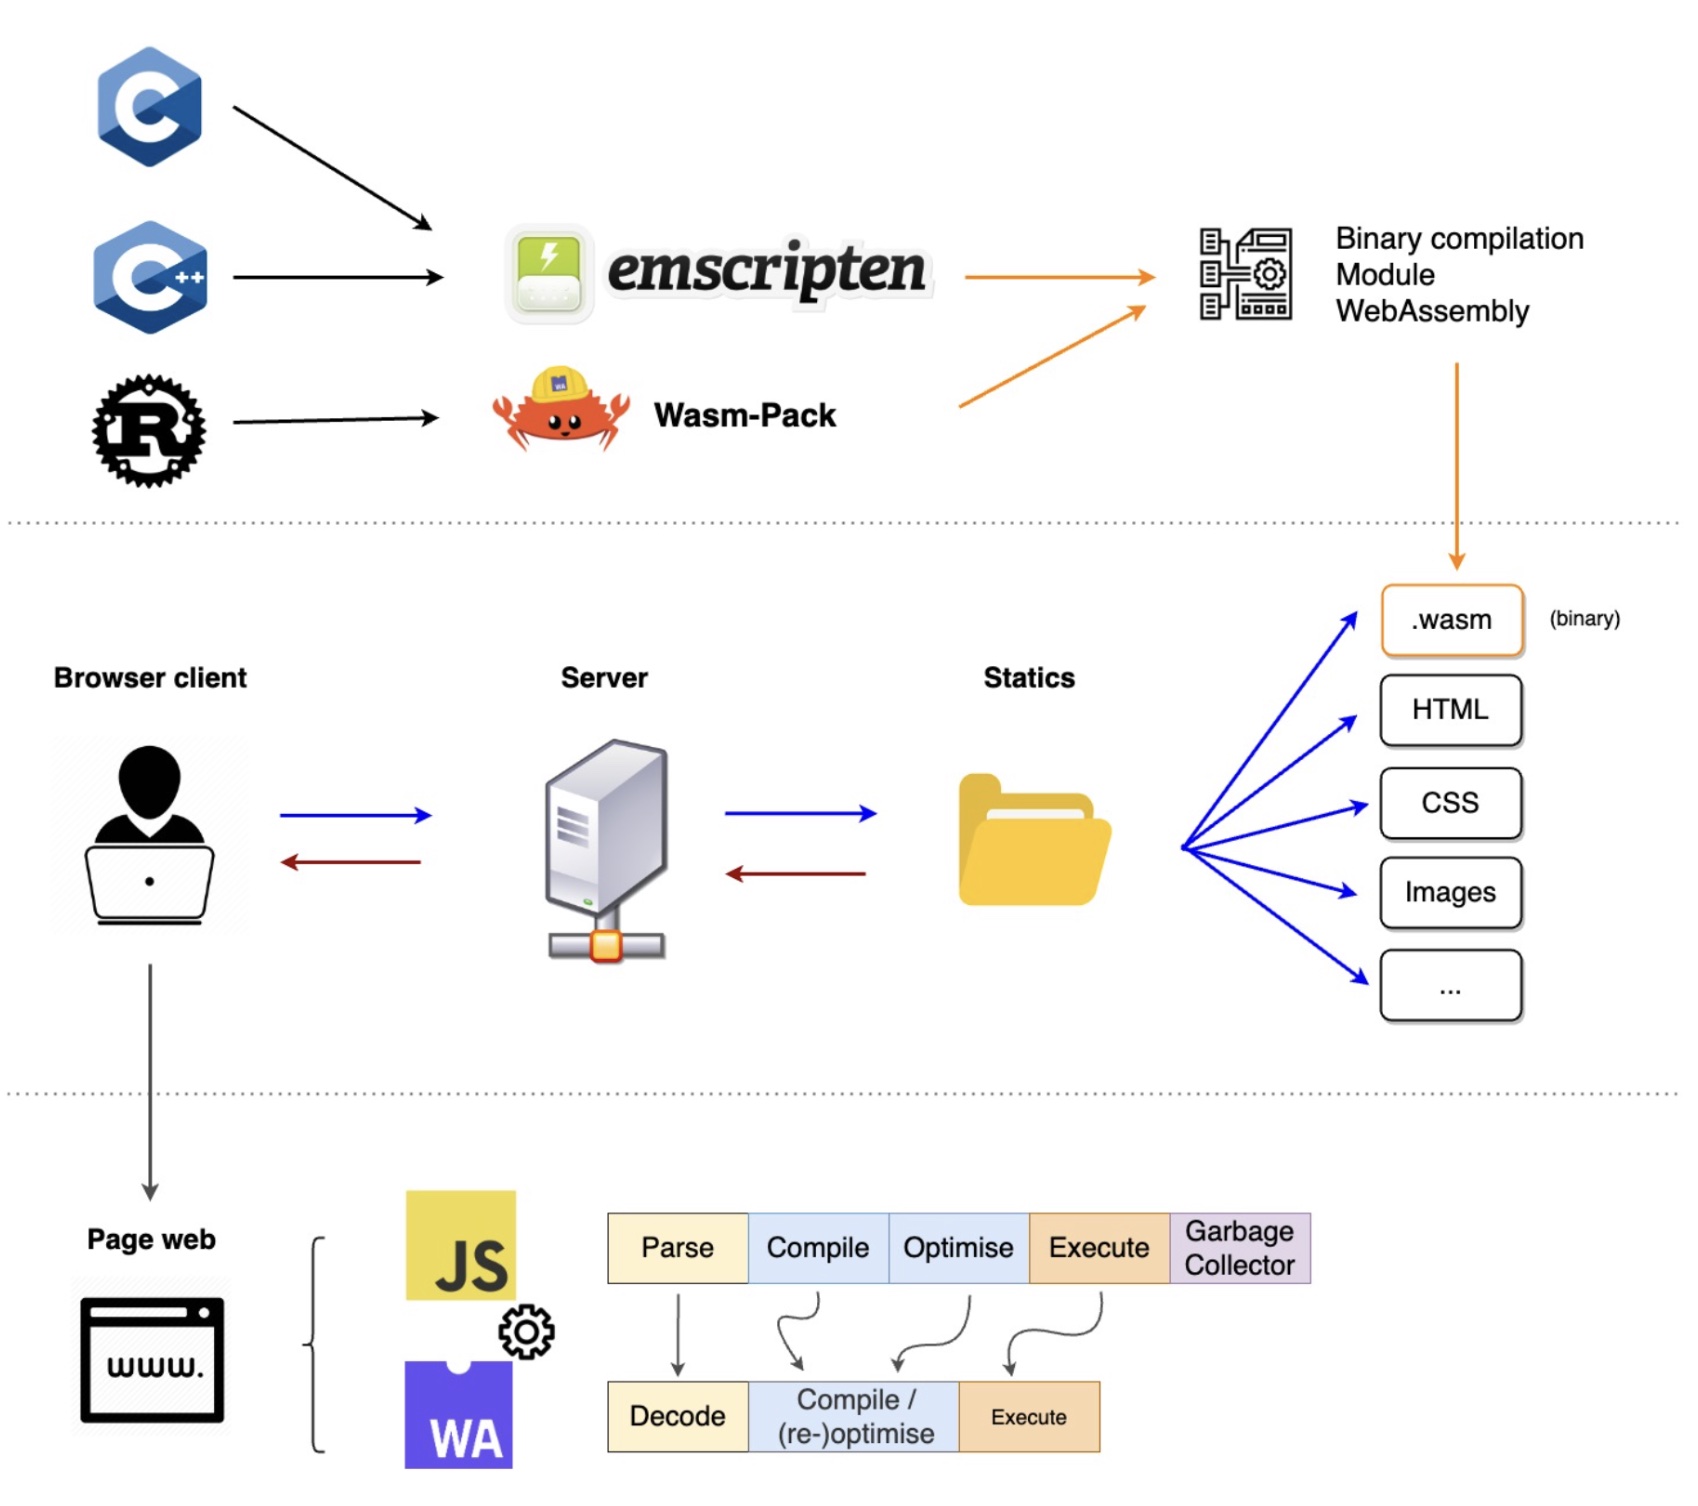 C
C++
R
emscripten
WA
Wasm-Pack
Binary compilation
Module
WebAssembly
.wasm
(binary)
HTML
CSS
Images
...
Browser client
Server
Statics
Page web
www.
JS
WA
Parse
Compile
Optimise
Execute
Garbage
Collector
Decode
Compile /
(re-)optimise
Execute